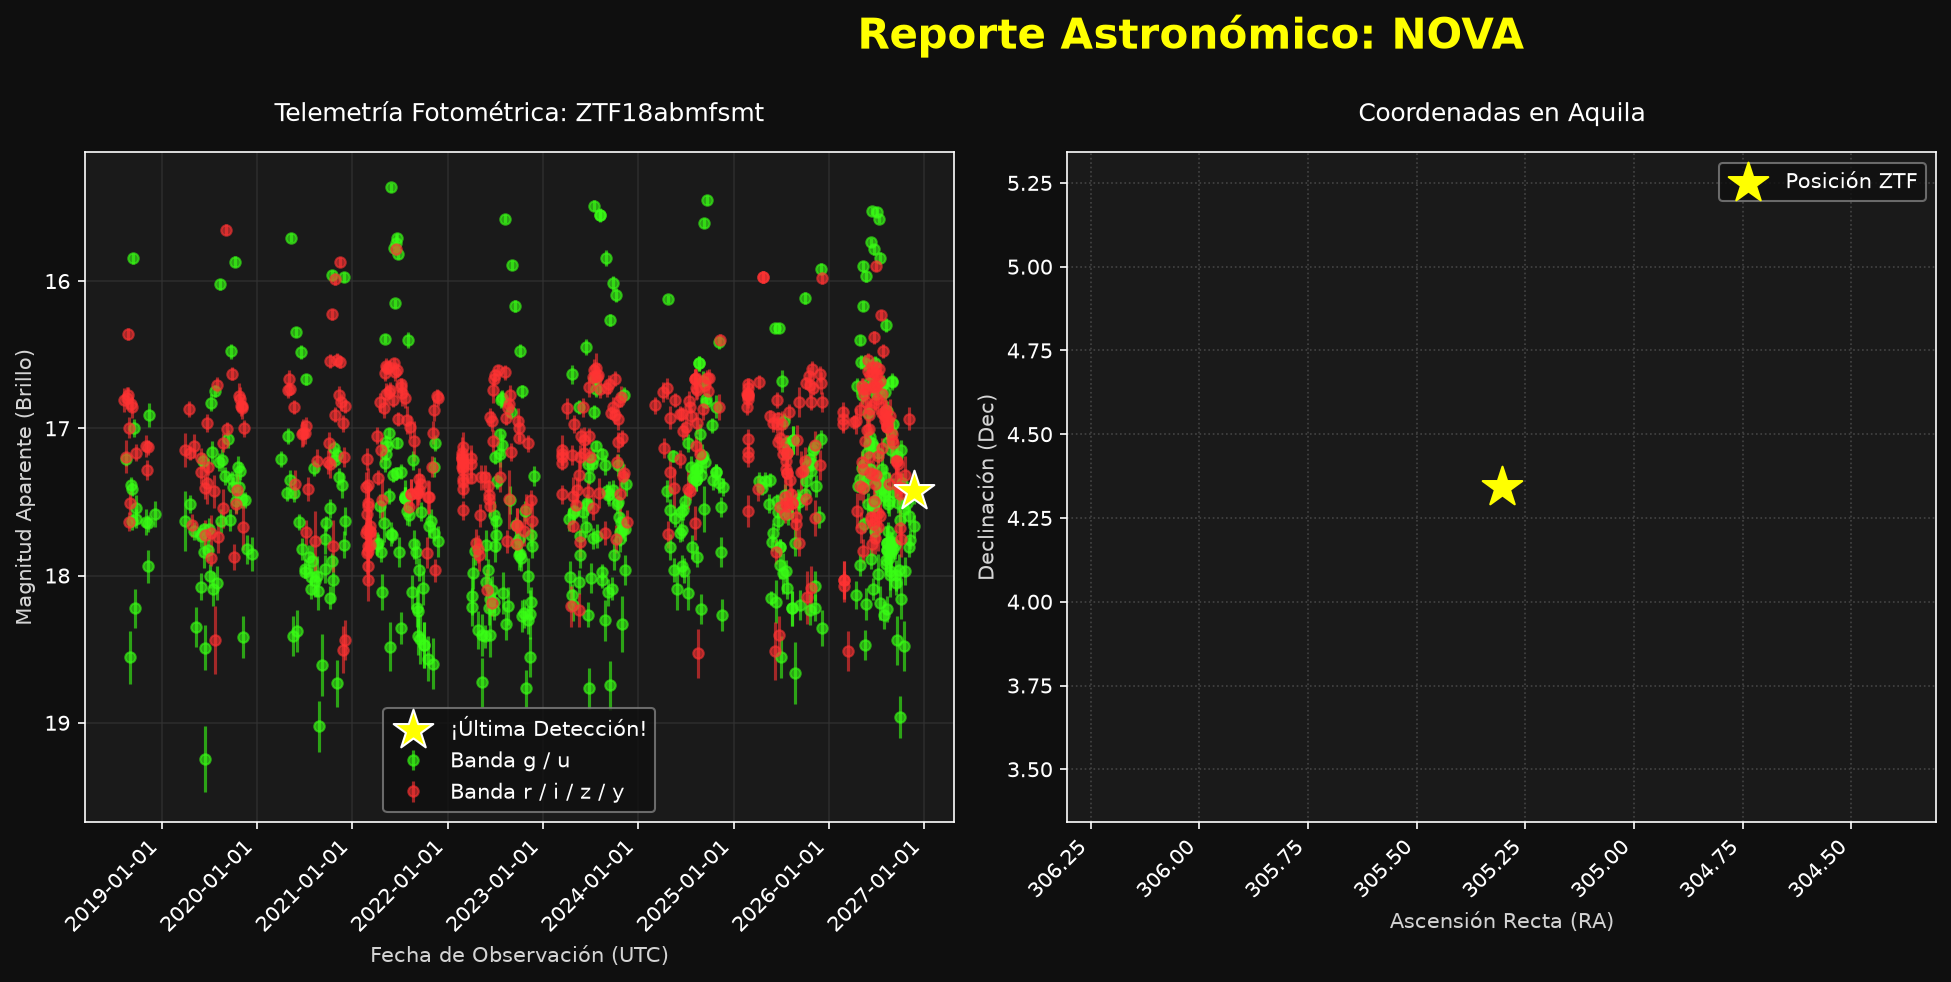 Reporte Astronómico: NOVA
Telemetría Fotométrica: ZTF18abmfsmt
Magnitud Aparente (Brillo)
16
17
18
19
¡Última Detección!
Banda g / u
Banda r / i / z / y
2019-01-01
2020-01-01
2021-01-01
2022-01-01
2023-01-01
2024-01-01
2025-01-01
2026-01-01
2027-01-01
Fecha de Observación (UTC)
Coordenadas en Aquila
Posición ZTF
Declinación (Dec)
5.25
5.00
4.75
4.50
4.25
4.00
3.75
3.50
306.25
306.00
305.75
305.50
305.25
305.00
304.75
304.50
Ascensión Recta (RA)